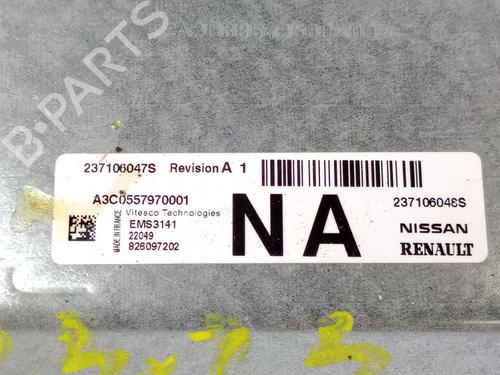 B-PARTS
237106047S Revision A 1
A3C0557970001
Vitesco Technologies
EMS3141
22049
826097202
MADE IN FRANCE
NA
237106048S
NISSAN
RENAULT